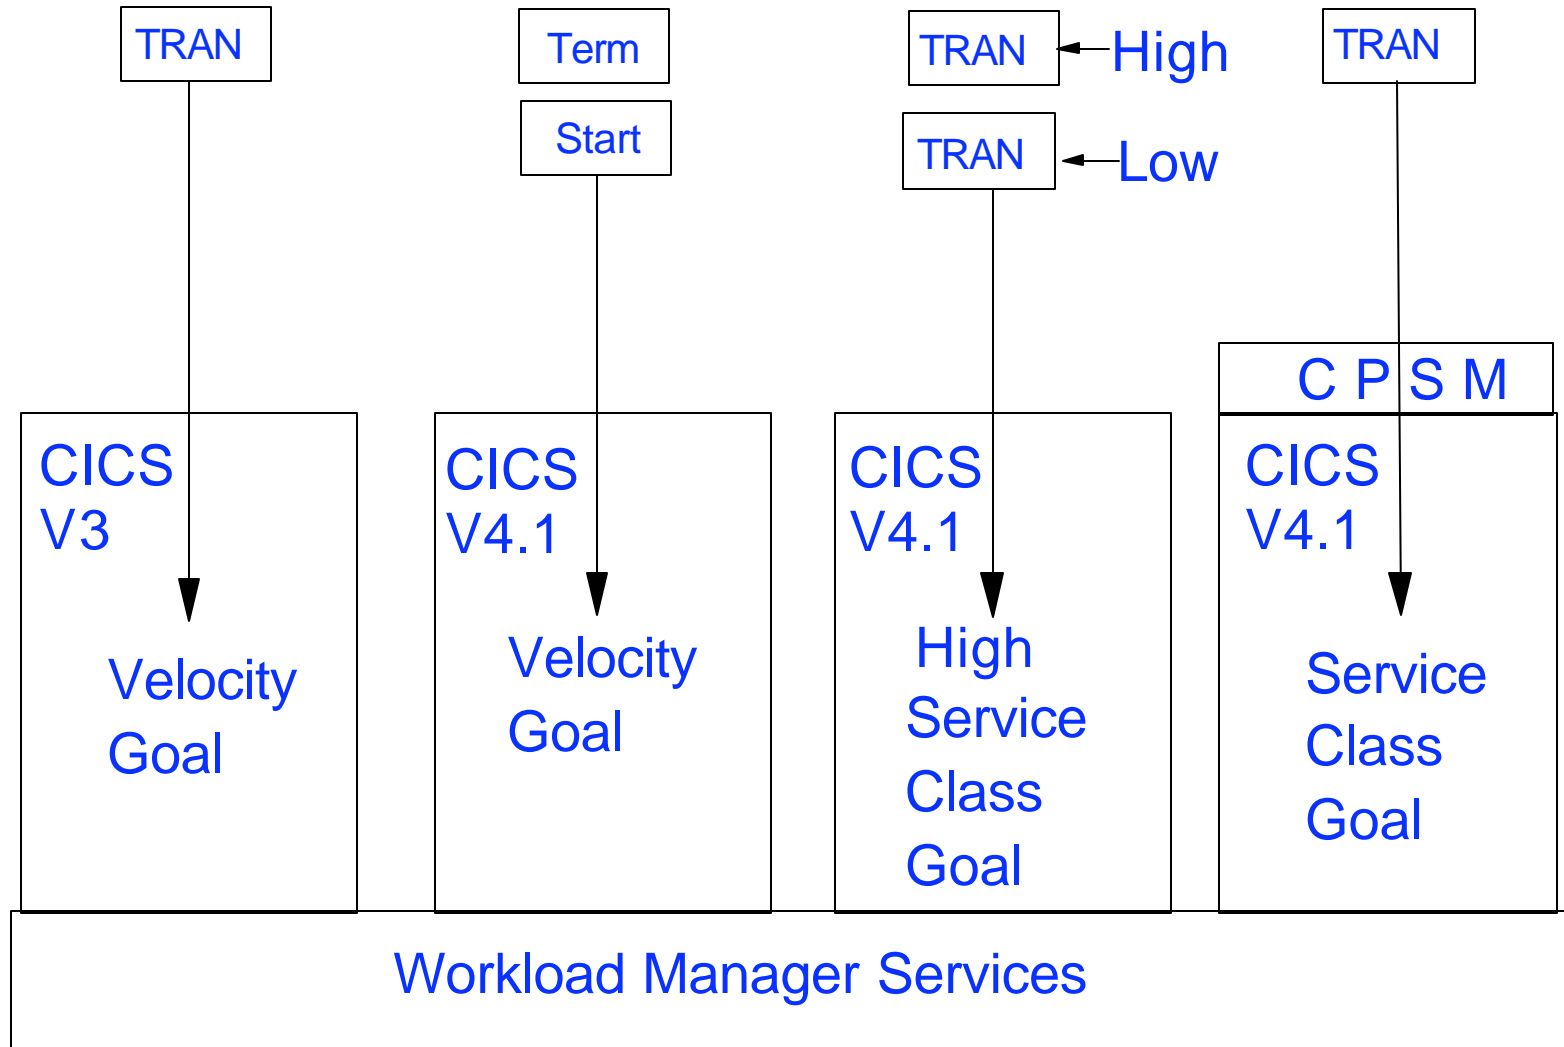 TRAN
CICS
V3
Velocity
Goal
Term
Start
CICS
V4.1
Velocity
Goal
TRAN
High
TRAN
Low
CICS
V4.1
High
Service
Class
Goal
TRAN
C P S M
CICS
V4.1
Service
Class
Goal
Workload Manager Services